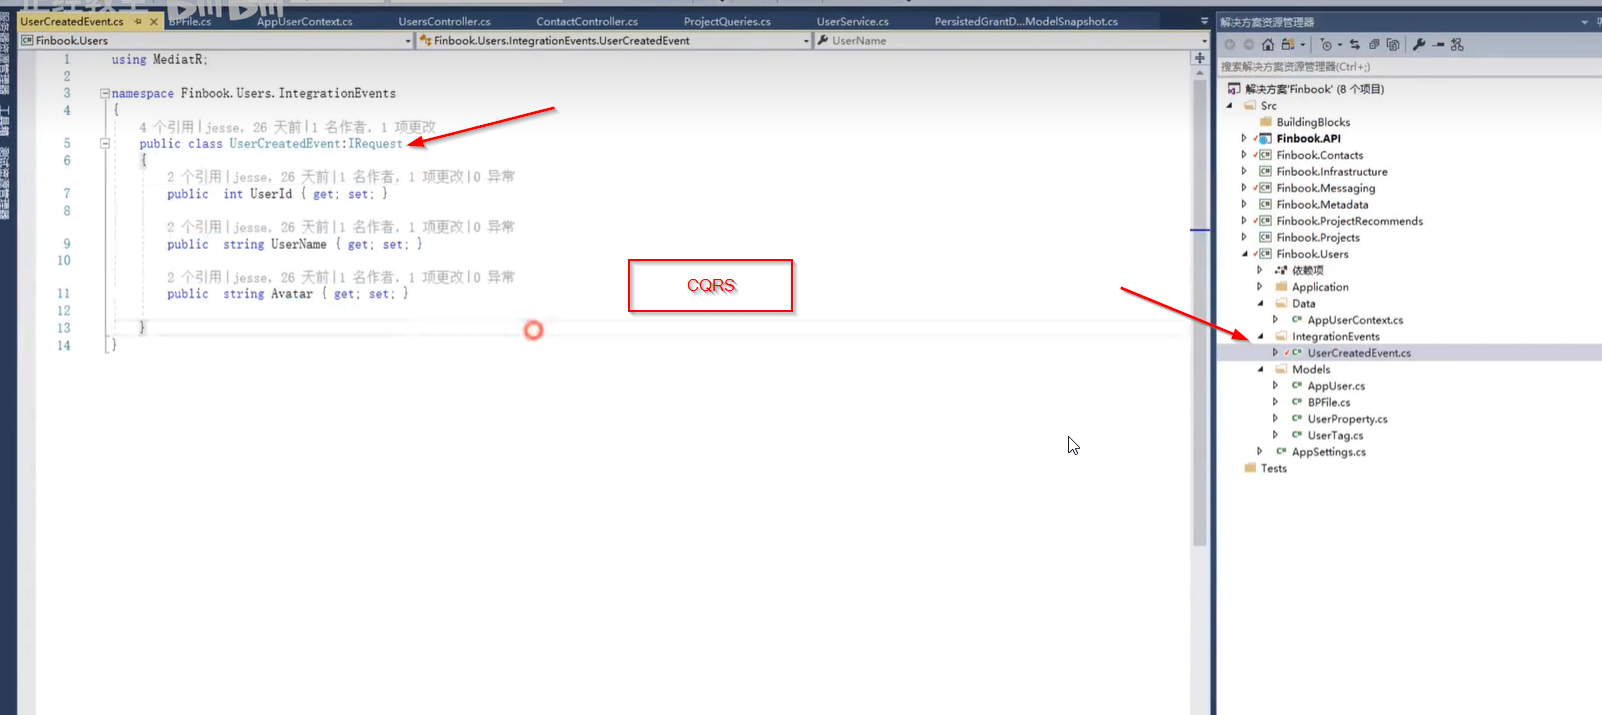 UserCreatedEvent.cs
BPFile.cs
AppUserContext.cs
UsersController.cs
ContactController.cs
ProjectQueries.cs
UserService.cs
PersistedGrantD...ModelSnapshot.cs
Finbook.Users
Finbook.Users.IntegrationEvents.UserCreatedEvent
UserName
1 using MediatR;
2
3 namespace Finbook.Users.IntegrationEvents
4 {
4 个引用 | jesse, 26 天前 | 1 名作者, 1 项更改
5 public class UserCreatedEvent:IRequest
6 {
2 个引用 | jesse, 26 天前 | 1 名作者, 1 项更改 | 0 异常
7 public int UserId { get; set; }
8
2 个引用 | jesse, 26 天前 | 1 名作者, 1 项更改 | 0 异常
9 public string UserName { get; set; }
10
2 个引用 | jesse, 26 天前 | 1 名作者, 1 项更改 | 0 异常
11 public string Avatar { get; set; }
12
13 }
14 }
CQRS
解决方案资源管理器
搜索解决方案资源管理器(Ctrl+;)
解决方案'Finbook' (8 个项目)
Src
BuildingBlocks
Finbook.API
Finbook.Contacts
Finbook.Infrastructure
Finbook.Messaging
Finbook.Metadata
Finbook.ProjectRecommends
Finbook.Projects
Finbook.Users
依赖项
Application
Data
AppUserContext.cs
IntegrationEvents
UserCreatedEvent.cs
Models
AppUser.cs
BPFile.cs
UserProperty.cs
UserTag.cs
AppSettings.cs
Tests